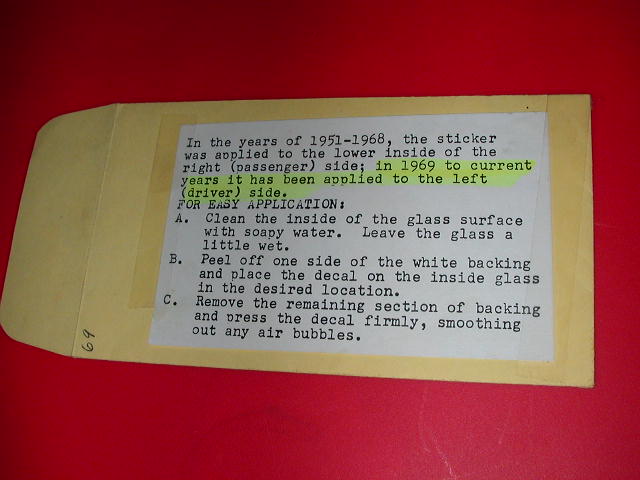 In the years of 1951-1968, the sticker
was applied to the lower inside of the
right (passenger) side; in 1969 to current
years it has been applied to the left
(driver) side.
FOR EASY APPLICATION:
A. Clean the inside of the glass surface
with soapy water. Leave the glass a
little wet.
B. Peel off one side of the white backing
and place the decal on the inside glass
in the desired location.
C. Remove the remaining section of backing
and press the decal firmly, smoothing
out any air bubbles.
69